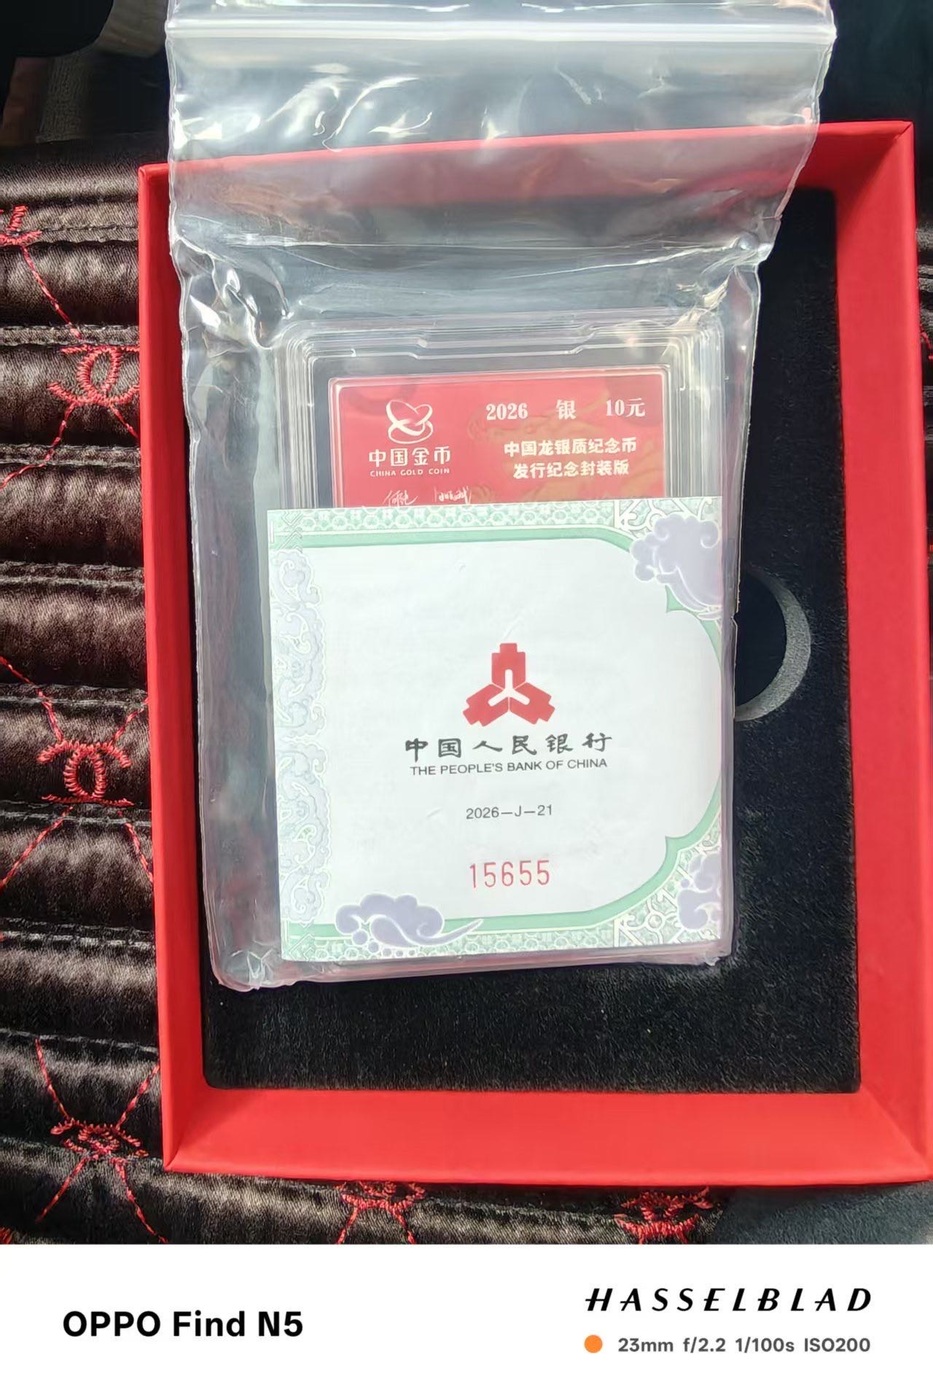 2026 银 10元
中国金币
CHINA GOLD COIN
中国龙银质纪念币
发行纪念封装版
中国人民银行
THE PEOPLE'S BANK OF CHINA
2026—J—21
15655
OPPO Find N5
HASSELBLAD
23mm f/2.2 1/100s ISO200